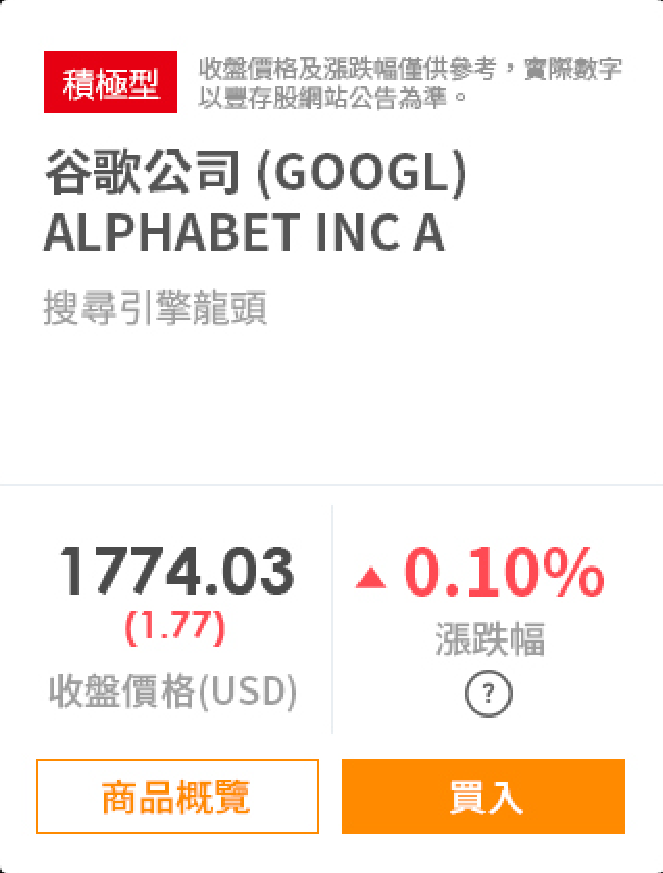 積極型
收盤價格及漲跌幅僅供參考，實際數字
以豐存股網站公告為準。
谷歌公司 (GOOGL)
ALPHABET INC A
搜尋引擎龍頭
1774.03
(1.77)
收盤價格(USD)
▲ 0.10%
漲跌幅
?
商品概覽
買入